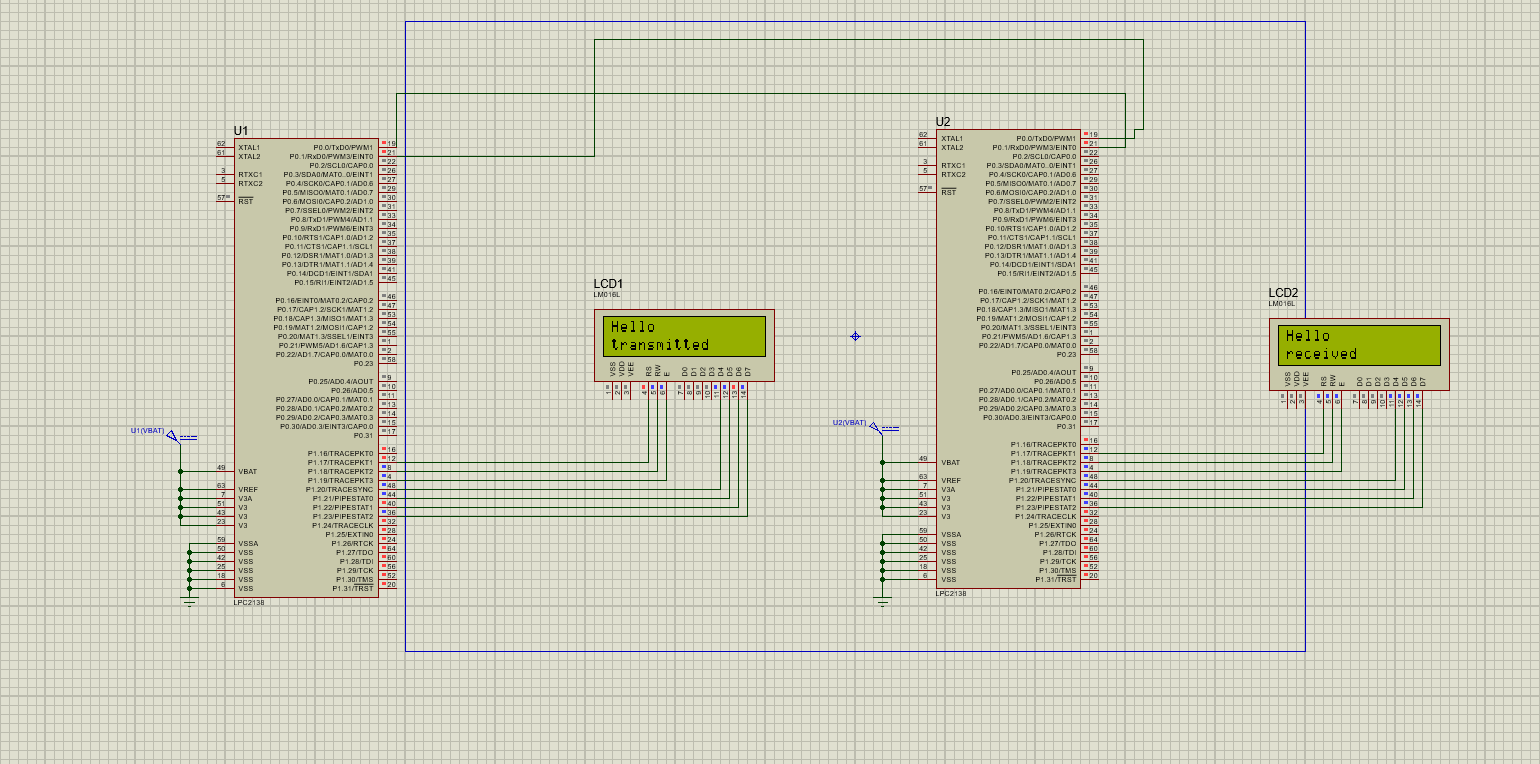 U1
62 XTAL1 P0.0/TxD0/PWM1 19
61 XTAL2 P0.1/RxD0/PWM3/EINT0 21
P0.2/SCL0/CAP0.0 22
3 RTXC1 P0.3/SDA0/MAT0..0/EINT1 26
5 RTXC2 P0.4/SCK0/CAP0.1/AD0.6 27
P0.5/MISO0/MAT0.1/AD0.7 29
57 RST P0.6/MOSI0/CAP0.2/AD1.0 30
P0.7/SSEL0/PWM2/EINT2 31
P0.8/TxD1/PWM4/AD1.1 33
P0.9/RxD1/PWM6/EINT3 34
P0.10/RTS1/CAP1.0/AD1.2 35
P0.11/CTS1/CAP1.1/SCL1 37
P0.12/DSR1/MAT1.0/AD1.3 38
P0.13/DTR1/MAT1.1/AD1.4 39
P0.14/DCD1/EINT1/SDA1 41
P0.15/RI1/EINT2/AD1.5 45
P0.16/EINT0/MAT0.2/CAP0.2 46
P0.17/CAP1.2/SCK1/MAT1.2 47
P0.18/CAP1.3/MISO1/MAT1.3 53
P0.19/MAT1.2/MOSI1/CAP1.2 54
P0.20/MAT1.3/SSEL1/EINT3 55
P0.21/PWM5/AD1.6/CAP1.3 1
P0.22/AD1.7/CAP0.0/MAT0.0 2
P0.23 58
P0.25/AD0.4/AOUT 9
P0.26/AD0.5 10
P0.27/AD0.0/CAP0.1/MAT0.1 11
P0.28/AD0.1/CAP0.2/MAT0.2 13
P0.29/AD0.2/CAP0.3/MAT0.3 14
P0.30/AD0.3/EINT3/CAP0.0 15
P0.31 17
U1(VBAT)
P1.16/TRACEPKT0 16
P1.17/TRACEPKT1 12
49 VBAT P1.18/TRACEPKT2 8
P1.19/TRACEPKT3 4
63 VREF P1.20/TRACESYNC 48
7 V3A P1.21/PIPESTAT0 44
51 V3 P1.22/PIPESTAT1 40
43 V3 P1.23/PIPESTAT2 36
23 V3 P1.24/TRACECLK 32
P1.25/EXTIN0 28
59 VSSA P1.26/RTCK 24
50 VSS P1.27/TDO 64
42 VSS P1.28/TDI 60
25 VSS P1.29/TCK 56
18 VSS P1.30/TMS 52
6 VSS P1.31/TRST 20
LPC2138
LCD1
LM016L
Hello
transmitted
VSS VDD VEE RS RW E D0 D1 D2 D3 D4 D5 D6 D7
1 2 3 4 5 6 7 8 9 10 11 12 13 14
U2
62 XTAL1 P0.0/TxD0/PWM1 19
61 XTAL2 P0.1/RxD0/PWM3/EINT0 21
P0.2/SCL0/CAP0.0 22
3 RTXC1 P0.3/SDA0/MAT0..0/EINT1 26
5 RTXC2 P0.4/SCK0/CAP0.1/AD0.6 27
P0.5/MISO0/MAT0.1/AD0.7 29
57 RST P0.6/MOSI0/CAP0.2/AD1.0 30
P0.7/SSEL0/PWM2/EINT2 31
P0.8/TxD1/PWM4/AD1.1 33
P0.9/RxD1/PWM6/EINT3 34
P0.10/RTS1/CAP1.0/AD1.2 35
P0.11/CTS1/CAP1.1/SCL1 37
P0.12/DSR1/MAT1.0/AD1.3 38
P0.13/DTR1/MAT1.1/AD1.4 39
P0.14/DCD1/EINT1/SDA1 41
P0.15/RI1/EINT2/AD1.5 45
P0.16/EINT0/MAT0.2/CAP0.2 46
P0.17/CAP1.2/SCK1/MAT1.2 47
P0.18/CAP1.3/MISO1/MAT1.3 53
P0.19/MAT1.2/MOSI1/CAP1.2 54
P0.20/MAT1.3/SSEL1/EINT3 55
P0.21/PWM5/AD1.6/CAP1.3 1
P0.22/AD1.7/CAP0.0/MAT0.0 2
P0.23 58
P0.25/AD0.4/AOUT 9
P0.26/AD0.5 10
P0.27/AD0.0/CAP0.1/MAT0.1 11
P0.28/AD0.1/CAP0.2/MAT0.2 13
P0.29/AD0.2/CAP0.3/MAT0.3 14
P0.30/AD0.3/EINT3/CAP0.0 15
P0.31 17
U2(VBAT)
P1.16/TRACEPKT0 16
P1.17/TRACEPKT1 12
49 VBAT P1.18/TRACEPKT2 8
P1.19/TRACEPKT3 4
63 VREF P1.20/TRACESYNC 48
7 V3A P1.21/PIPESTAT0 44
51 V3 P1.22/PIPESTAT1 40
43 V3 P1.23/PIPESTAT2 36
23 V3 P1.24/TRACECLK 32
P1.25/EXTIN0 28
59 VSSA P1.26/RTCK 24
50 VSS P1.27/TDO 64
42 VSS P1.28/TDI 60
25 VSS P1.29/TCK 56
18 VSS P1.30/TMS 52
6 VSS P1.31/TRST 20
LPC2138
LCD2
LM016L
Hello
received
VSS VDD VEE RS RW E D0 D1 D2 D3 D4 D5 D6 D7
1 2 3 4 5 6 7 8 9 10 11 12 13 14